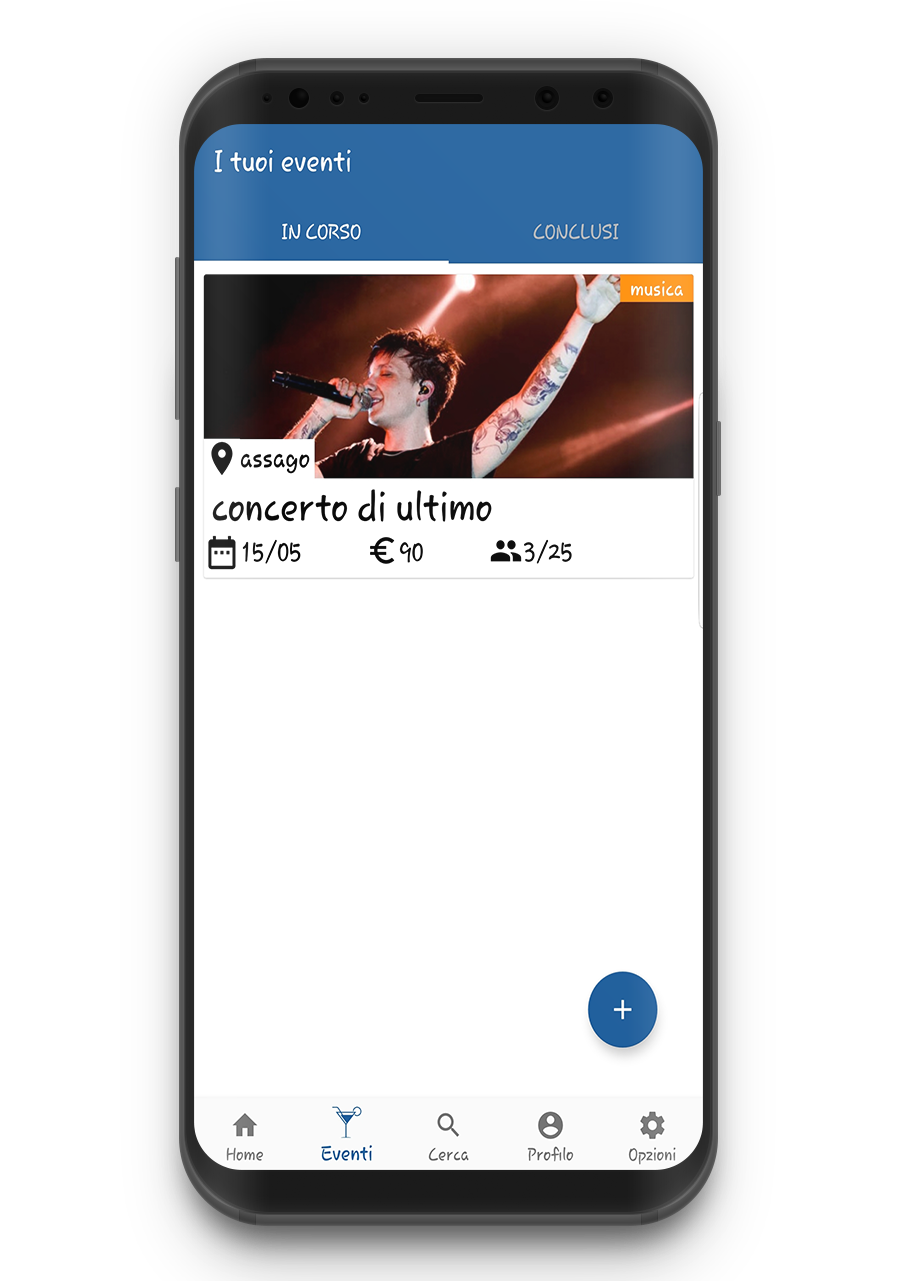 I tuoi eventi
IN CORSO CONCLUSI
musica
assago
concerto di ultimo
15/05 €90 3/25
+
Home Eventi Cerca Profilo Opzioni